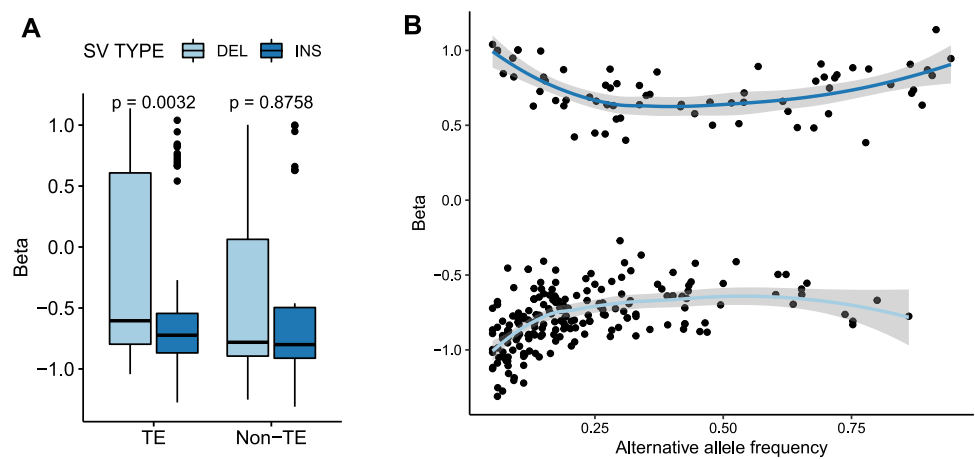 A
SV TYPE DEL INS
p = 0.0032 p = 0.8758
1.0
0.5
0.0
−0.5
−1.0
Beta
TE Non−TE
B
1.0
0.5
0
−0.5
−1.0
Beta
0.25 0.50 0.75
Alternative allele frequency